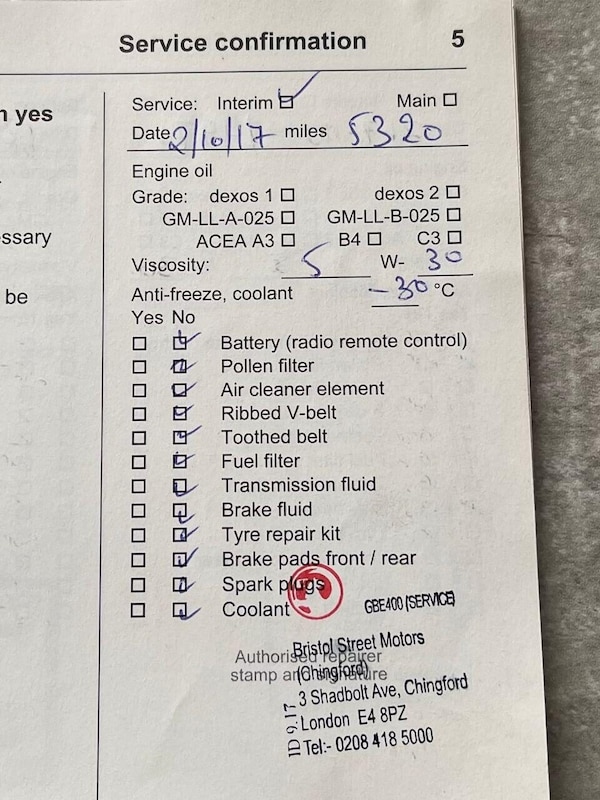 Service confirmation 5
n yes
ssary
be
Service: Interim Main
Date 2/10/17 miles 5320
Engine oil
Grade: dexos 1 dexos 2
GM-LL-A-025 GM-LL-B-025
ACEA A3 B4 C3
Viscosity: 5 W- 30
Anti-freeze, coolant -30 °C
Yes No
Battery (radio remote control)
Pollen filter
Air cleaner element
Ribbed V-belt
Toothed belt
Fuel filter
Transmission fluid
Brake fluid
Tyre repair kit
Brake pads front / rear
Spark plugs
Coolant
GBE400 (SERVICE)
Authorised repairer
stamp and signature
Bristol Street Motors
(Chingford)
3 Shadbolt Ave, Chingford
London E4 8PZ
Tel:- 0208 418 5000